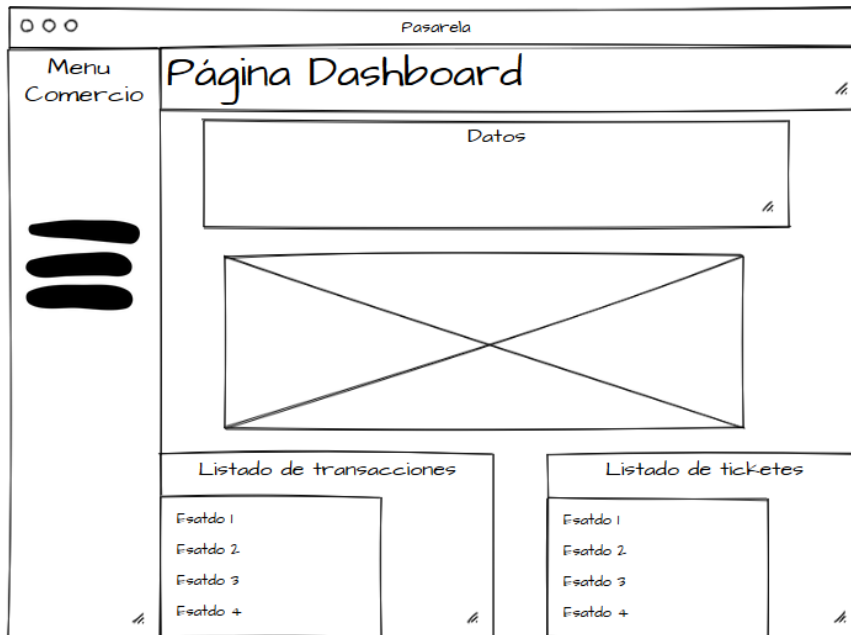 Pasarela
Menu
Comercio
Página Dashboard
Datos
Listado de transacciones
Esatdo 1
Esatdo 2
Esatdo 3
Esatdo 4
Listado de ticketes
Esatdo 1
Esatdo 2
Esatdo 3
Esatdo 4